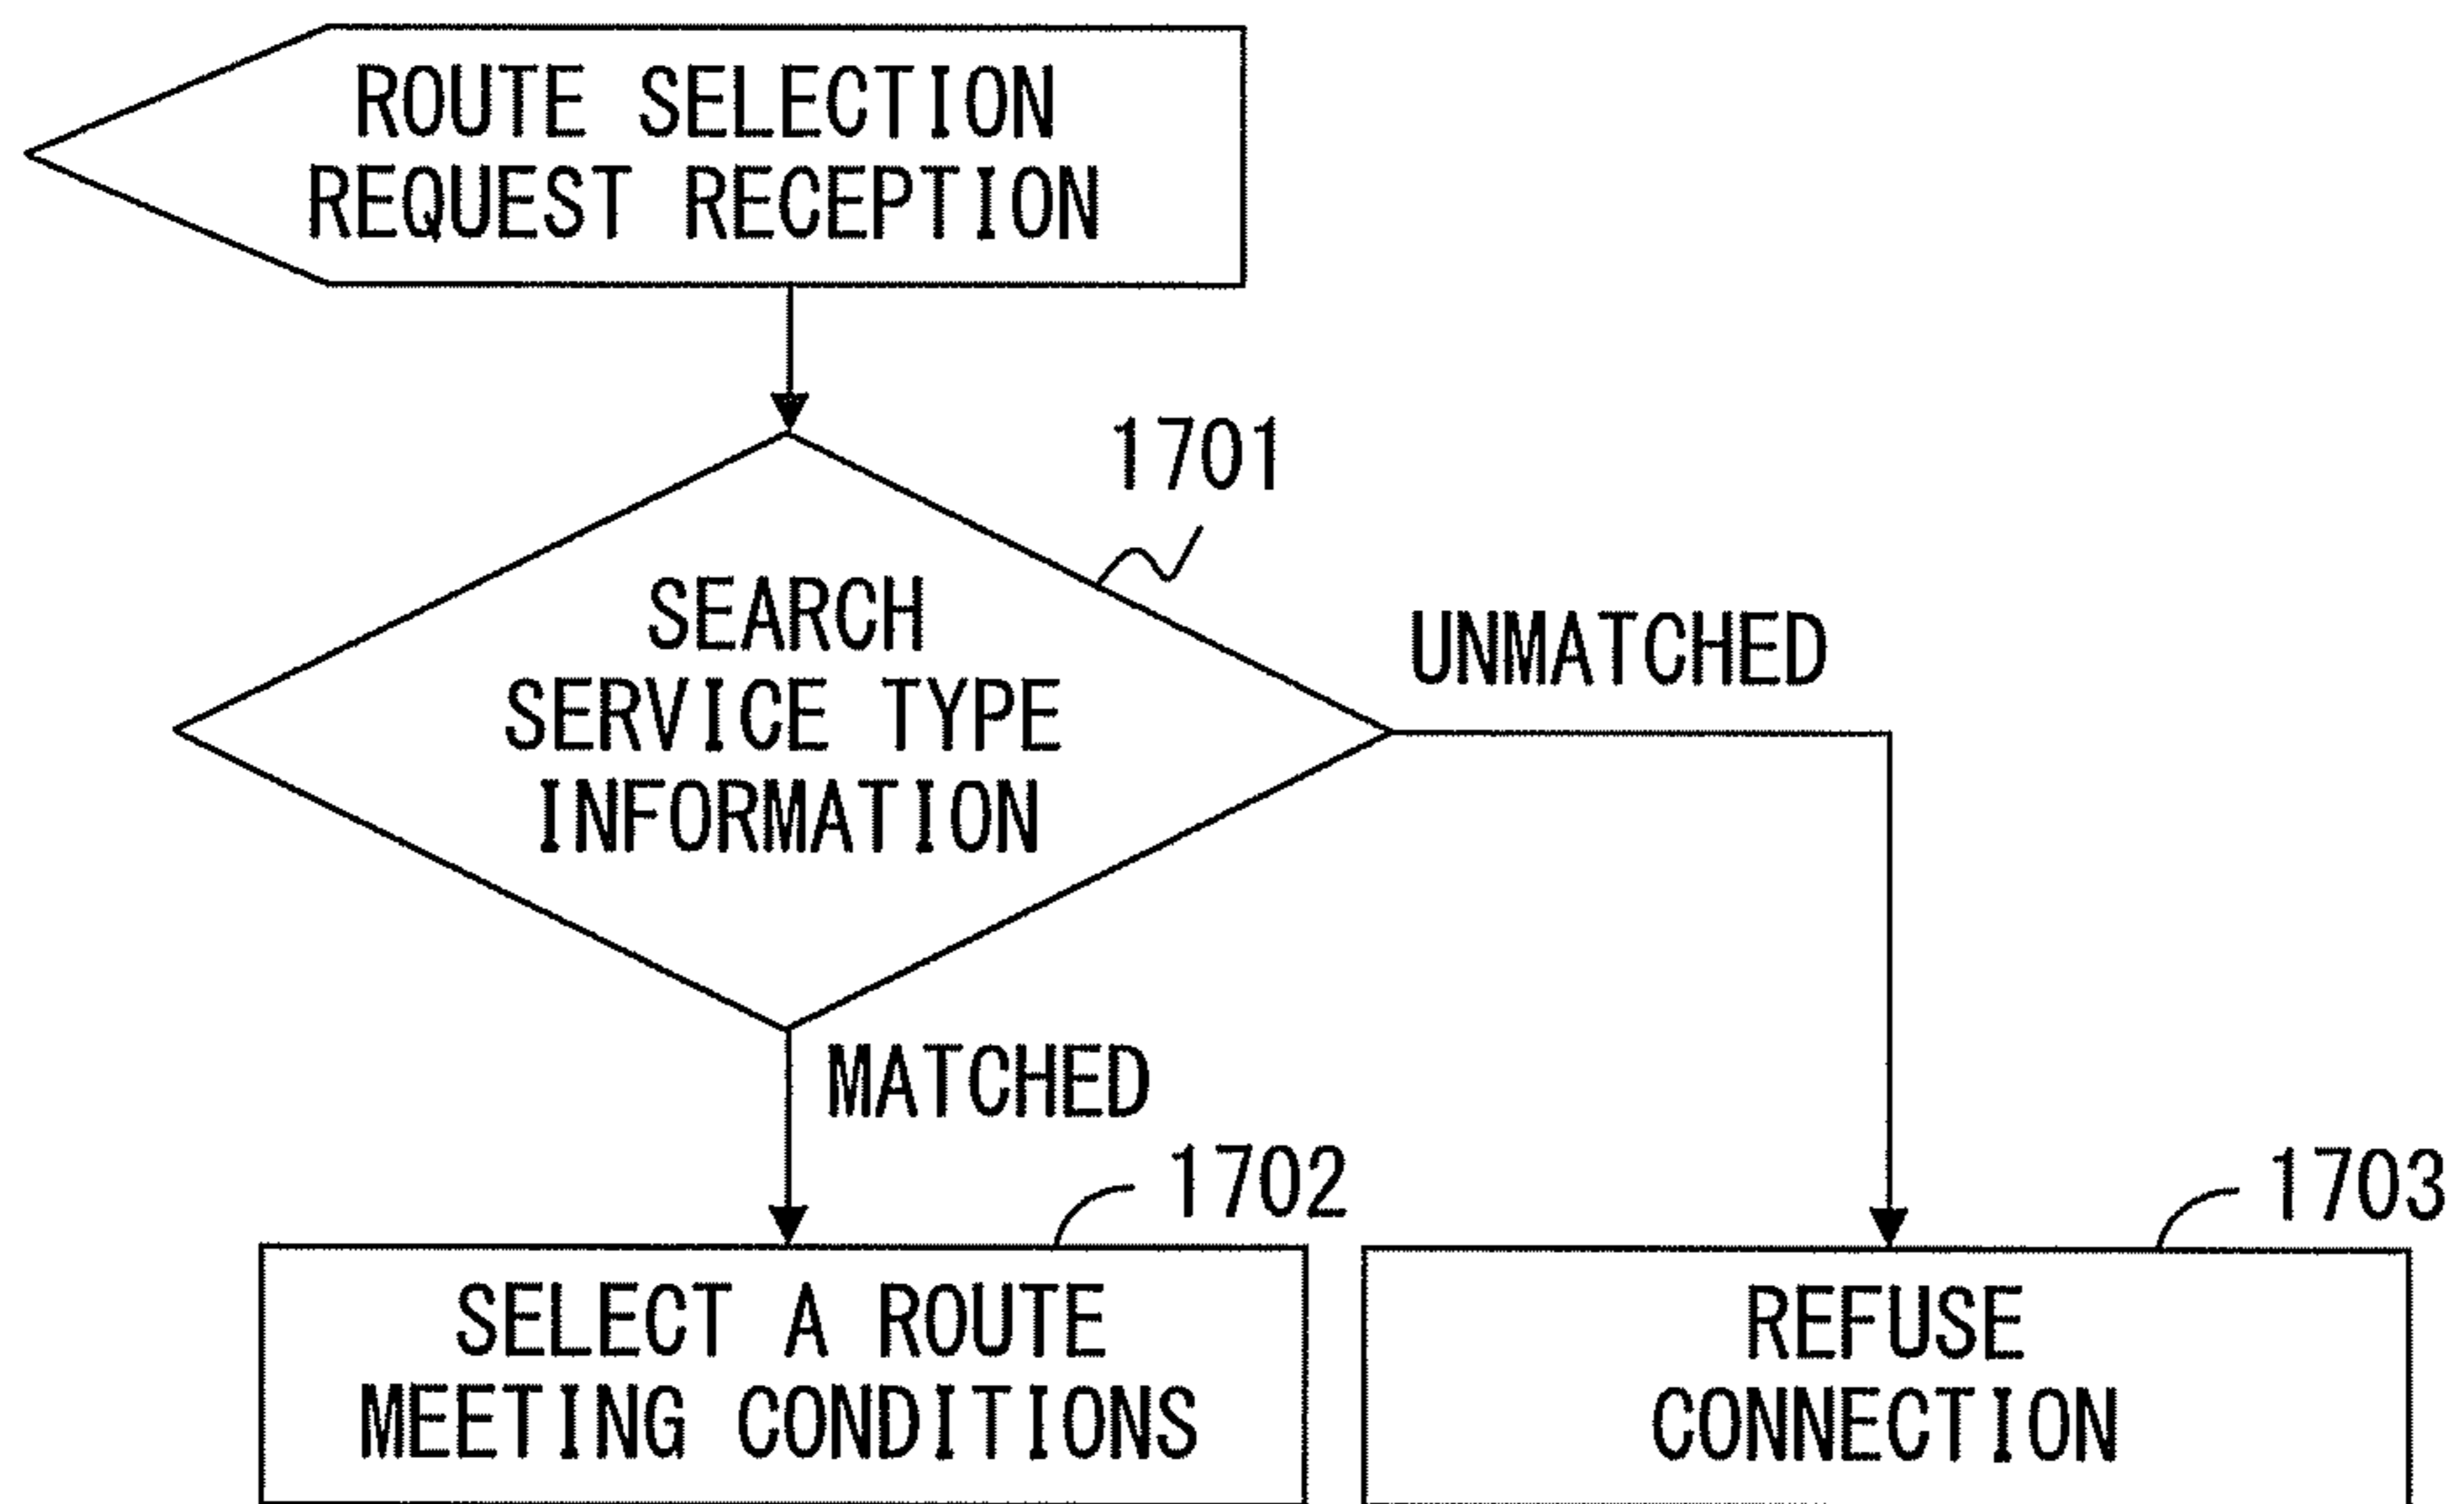 ROUTE SELECTION
REQUEST RECEPTION
1701
SEARCH
SERVICE TYPE
INFORMATION
UNMATCHED
MATCHED
1702
1703
SELECT A ROUTE
MEETING CONDITIONS
REFUSE
CONNECTION